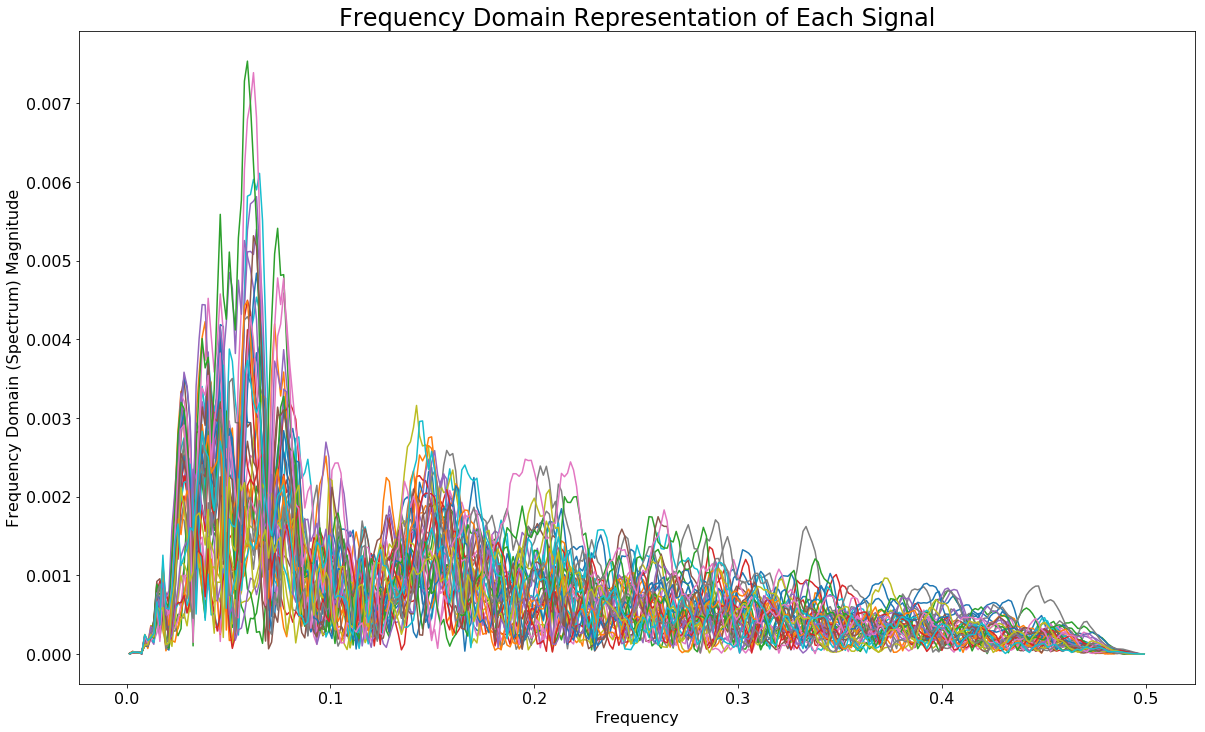 Frequency Domain Representation of Each Signal
Frequency Domain (Spectrum) Magnitude
0.007
0.006
0.005
0.004
0.003
0.002
0.001
0.000
0.0 0.1 0.2 0.3 0.4 0.5
Frequency